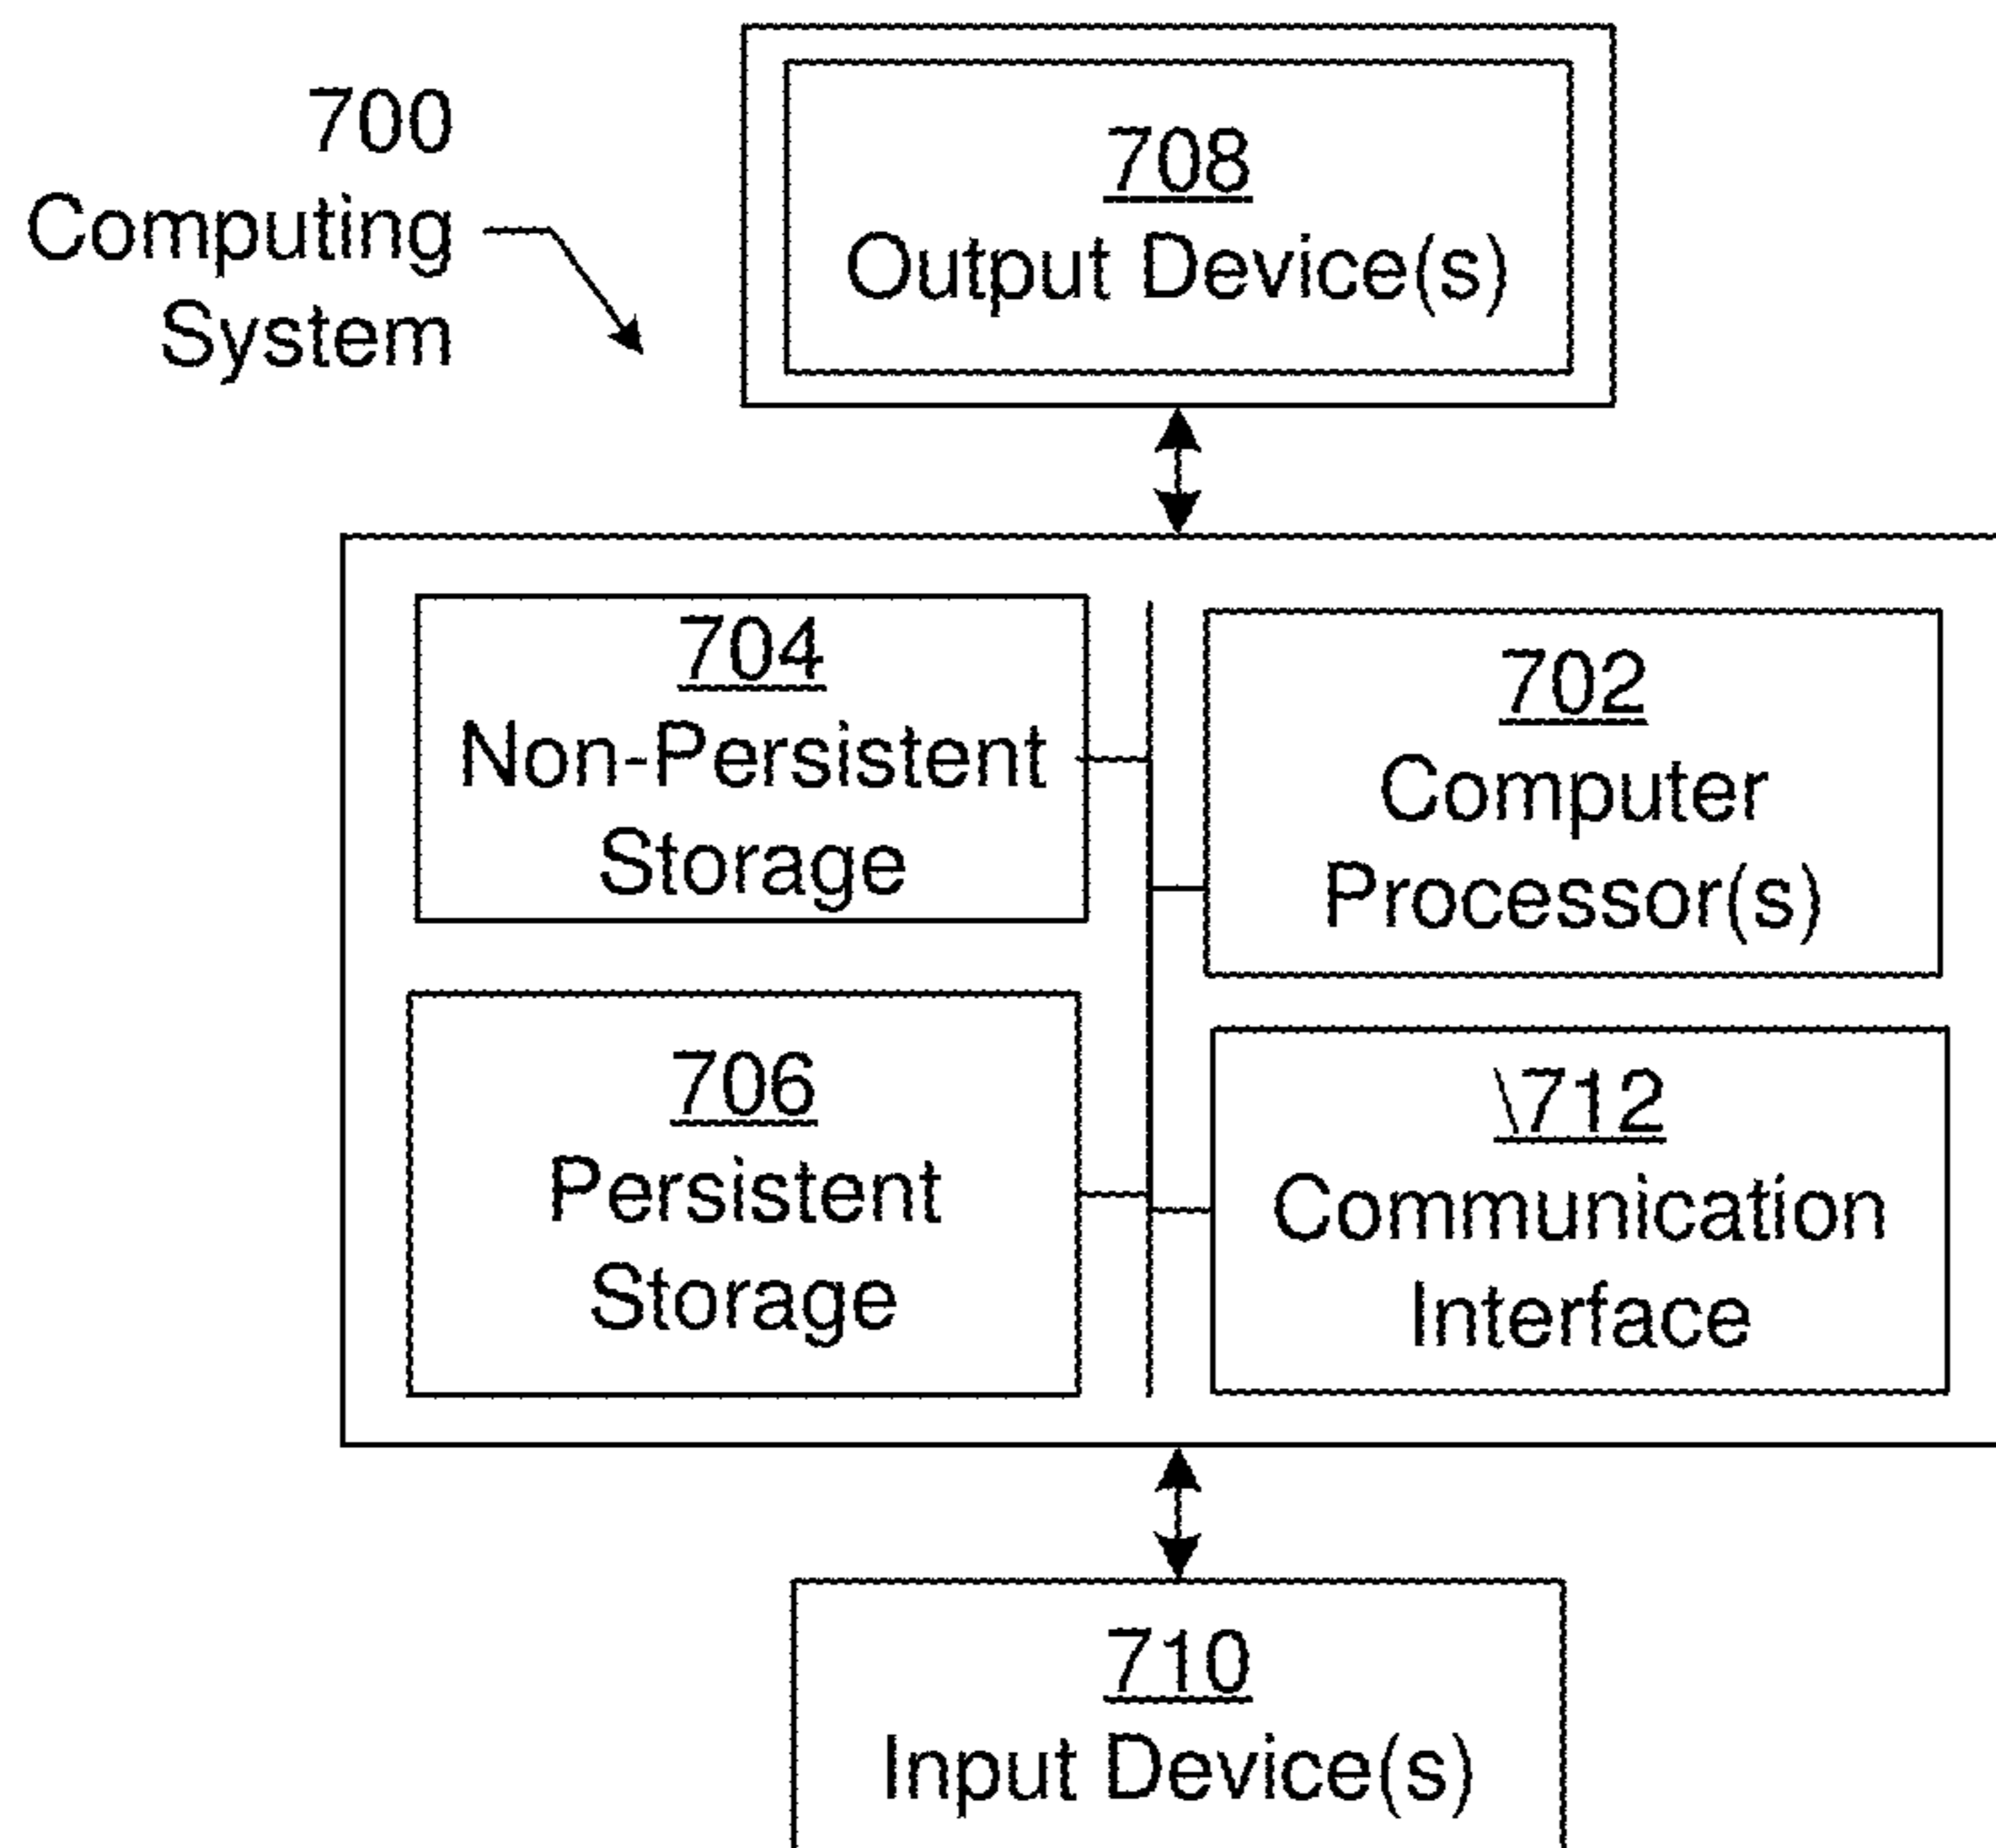 700
Computing
System
708
Output Device(s)
704
Non-Persistent
Storage
702
Computer
Processor(s)
706
Persistent
Storage
\712
Communication
Interface
710
Input Device(s)